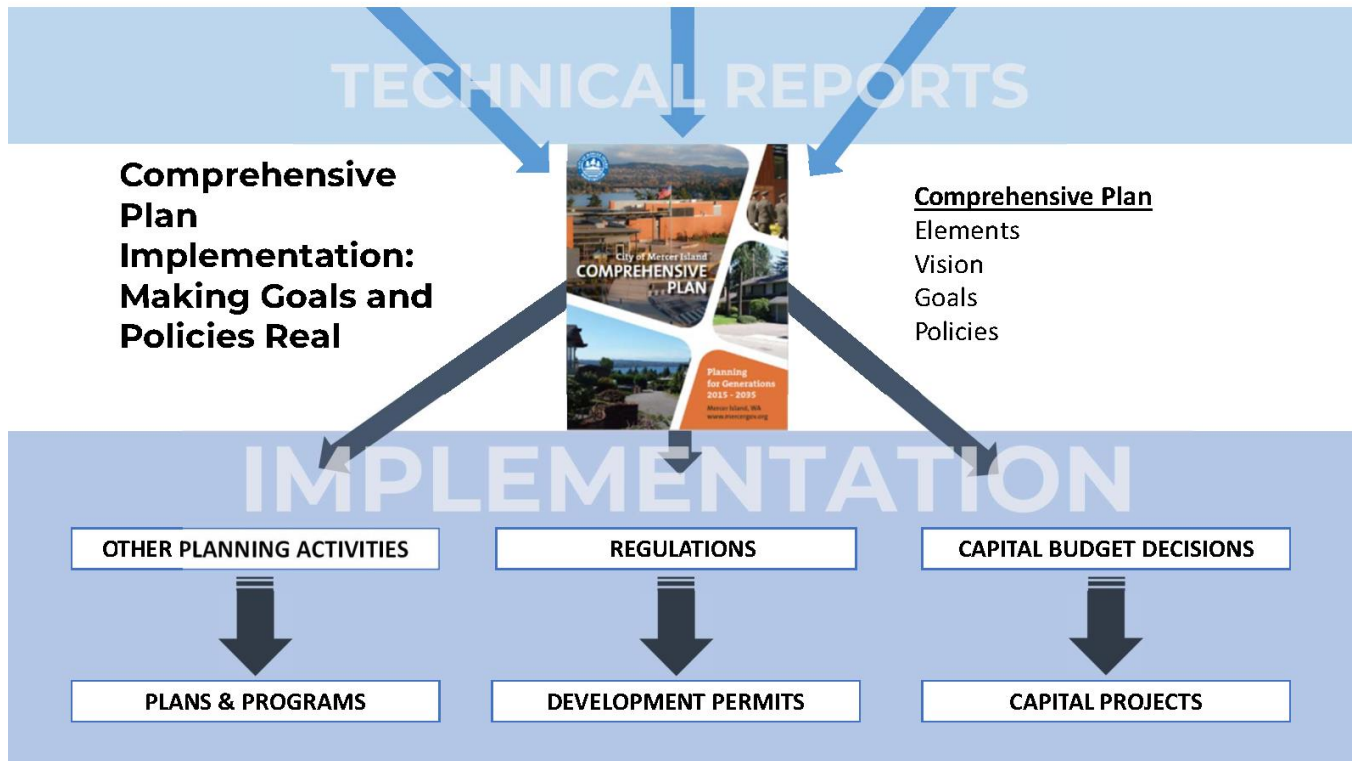 TECHNICAL REPORTS
Comprehensive
Plan
Implementation:
Making Goals and
Policies Real
City of Mercer Island
COMPREHENSIVE
PLAN
Planning
for Generations
2015 - 2035
Mercer Island, WA
www.mercergov.org
Comprehensive Plan
Elements
Vision
Goals
Policies
IMPLEMENTATION
OTHER PLANNING ACTIVITIES
REGULATIONS
CAPITAL BUDGET DECISIONS
PLANS & PROGRAMS
DEVELOPMENT PERMITS
CAPITAL PROJECTS